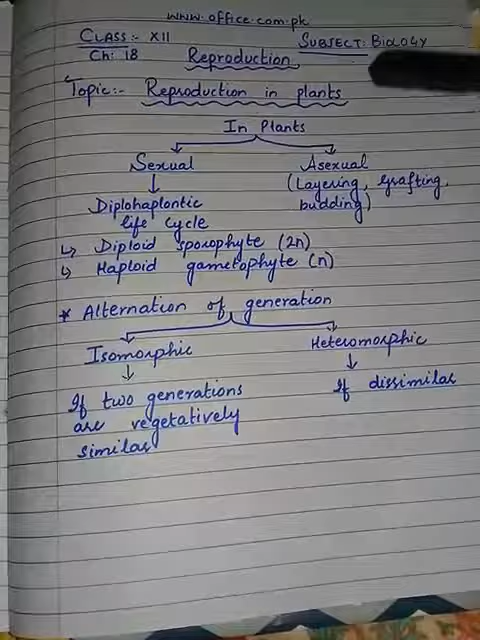 www.office.com.pk
CLASS:- XII SUBJECT: BIOLOGY
Ch: 18 Reproduction
Topic:- Reproduction in plants
In Plants
Sexual Asexual
(Layering, Grafting,
budding)
Diplohaplontic
life cycle
↳ Diploid sporophyte (2n)
↳ Haploid gametophyte (n)
* Alternation of generation
Isomorphic Heteromorphic
If two generations
are vegetatively
similar
If dissimilar